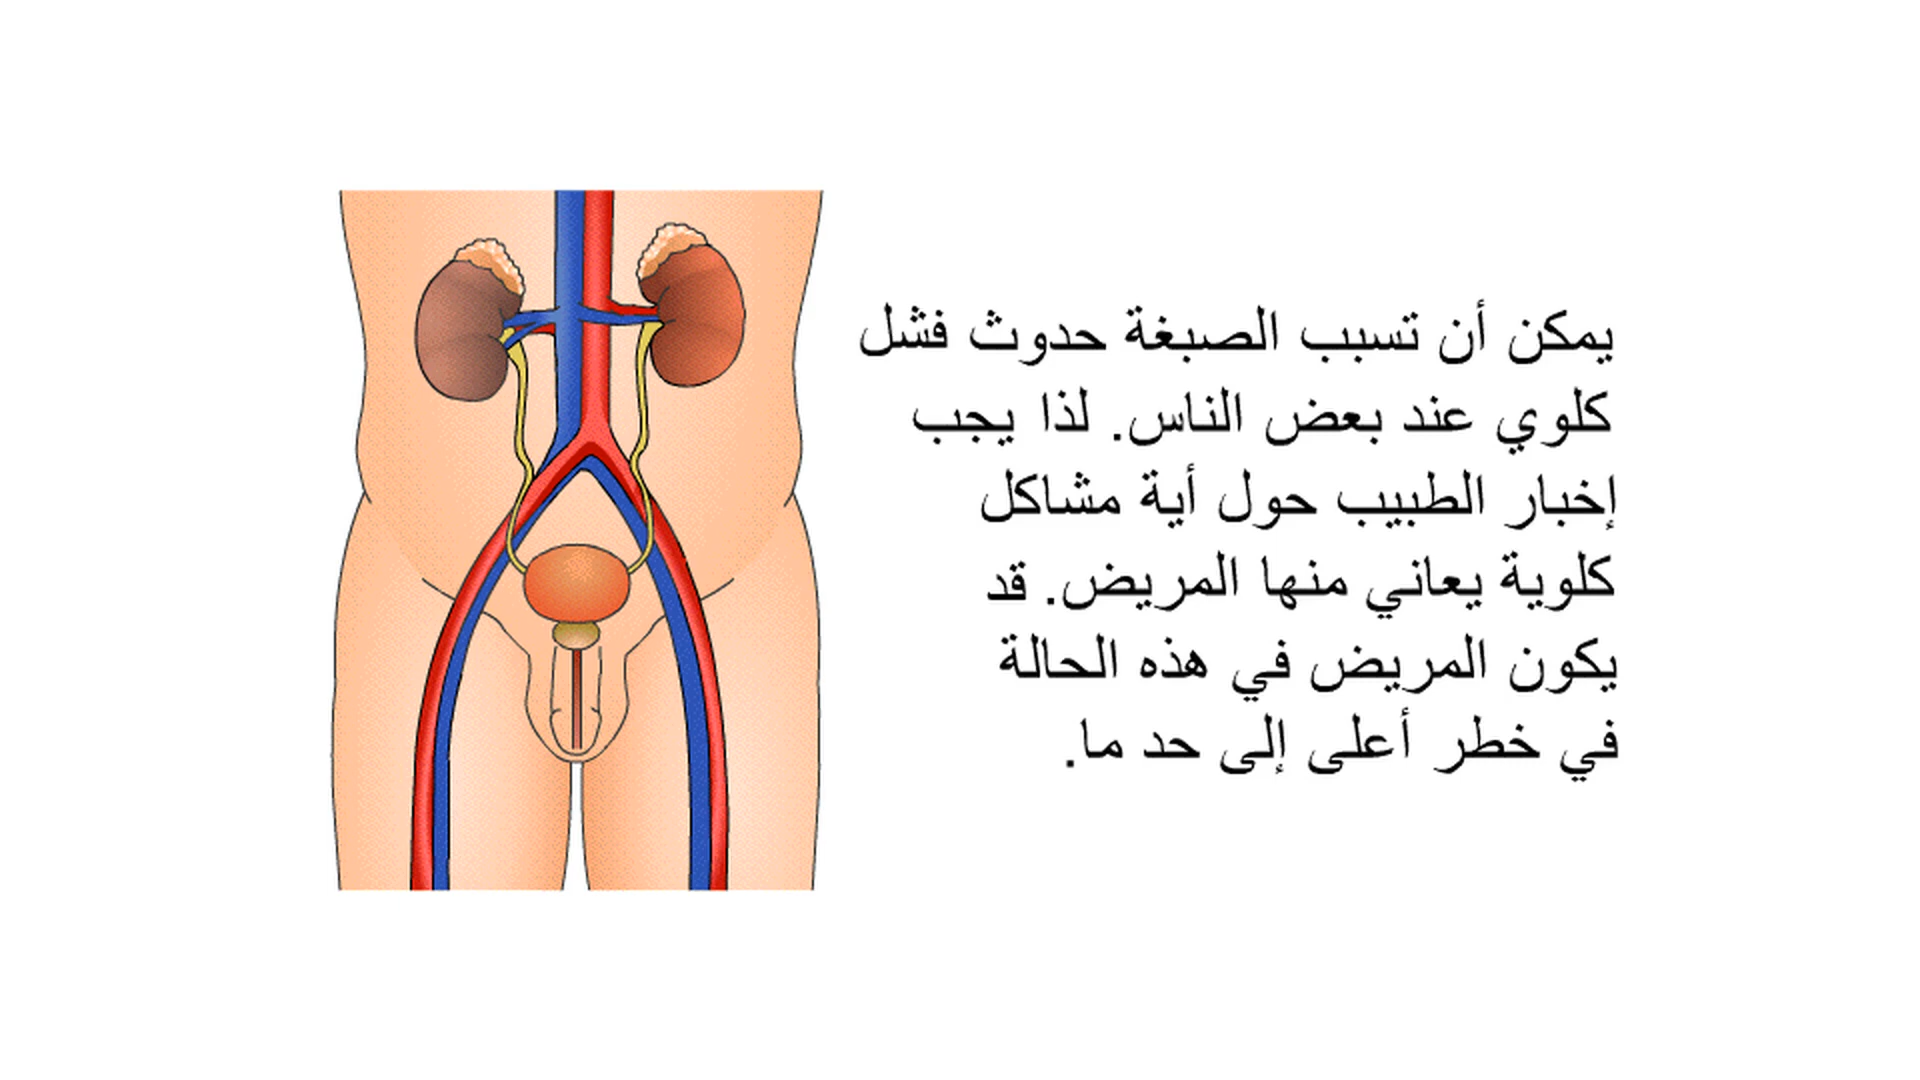 يمكن أن تسبب الصبغة حدوث فشل
كلوي عند بعض الناس. لذا يجب
إخبار الطبيب حول أية مشاكل
كلوية يعاني منها المريض. قد
يكون المريض في هذه الحالة
في خطر أعلى إلى حد ما.